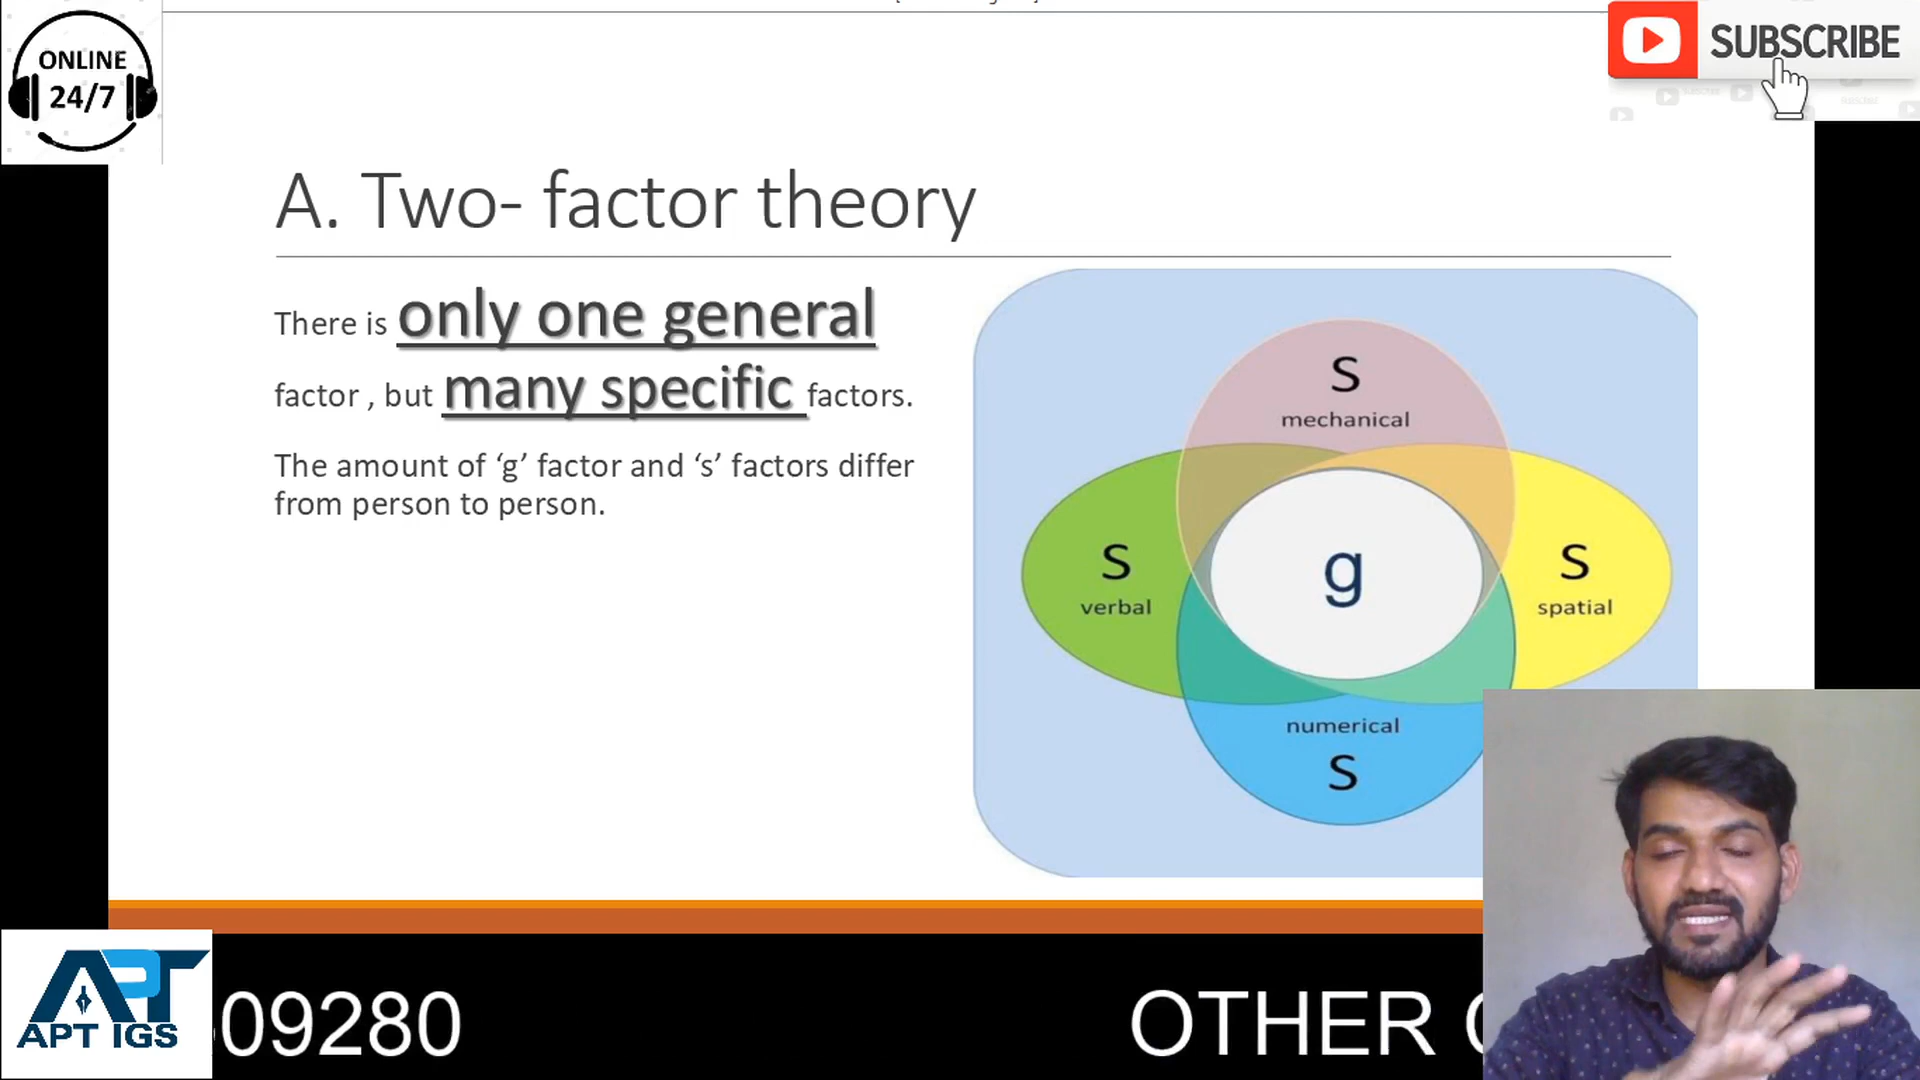 ONLINE
24/7
SUBSCRIBE
A. Two- factor theory
There is only one general
factor , but many specific factors.
The amount of ‘g’ factor and ‘s’ factors differ
from person to person.
S
mechanical
S
verbal
g
S
spatial
numerical
S
APT
APT IGS
09280
OTHER